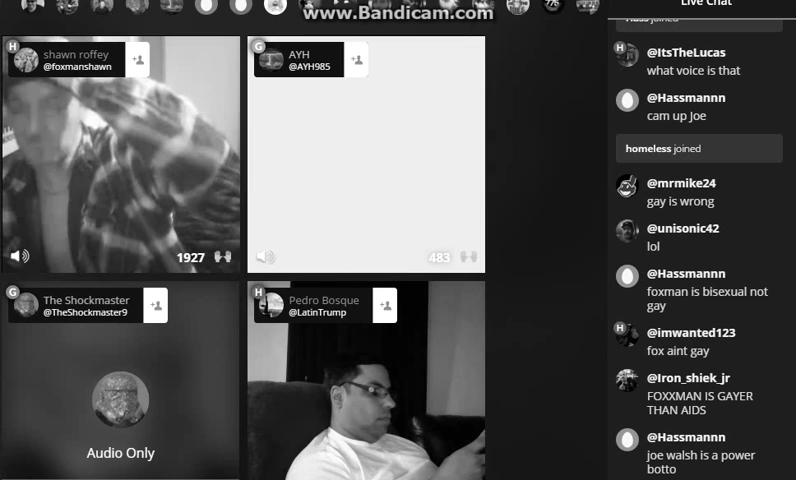 www.Bandicam.com
Live Chat
H
shawn roffey
@foxmanshawn
1927
G
AYH
@AYH985
483
G
The Shockmaster
@TheShockmaster9
Audio Only
H
Pedro Bosque
@LatinTrump
joined
H
@ItsTheLucas
what voice is that
@Hassmannn
cam up Joe
homeless joined
@mrmike24
gay is wrong
@unisonic42
lol
@Hassmannn
foxman is bisexual not
gay
H
@imwanted123
fox aint gay
@Iron_shiek_jr
FOXXMAN IS GAYER
THAN AIDS
@Hassmannn
joe walsh is a power
botto